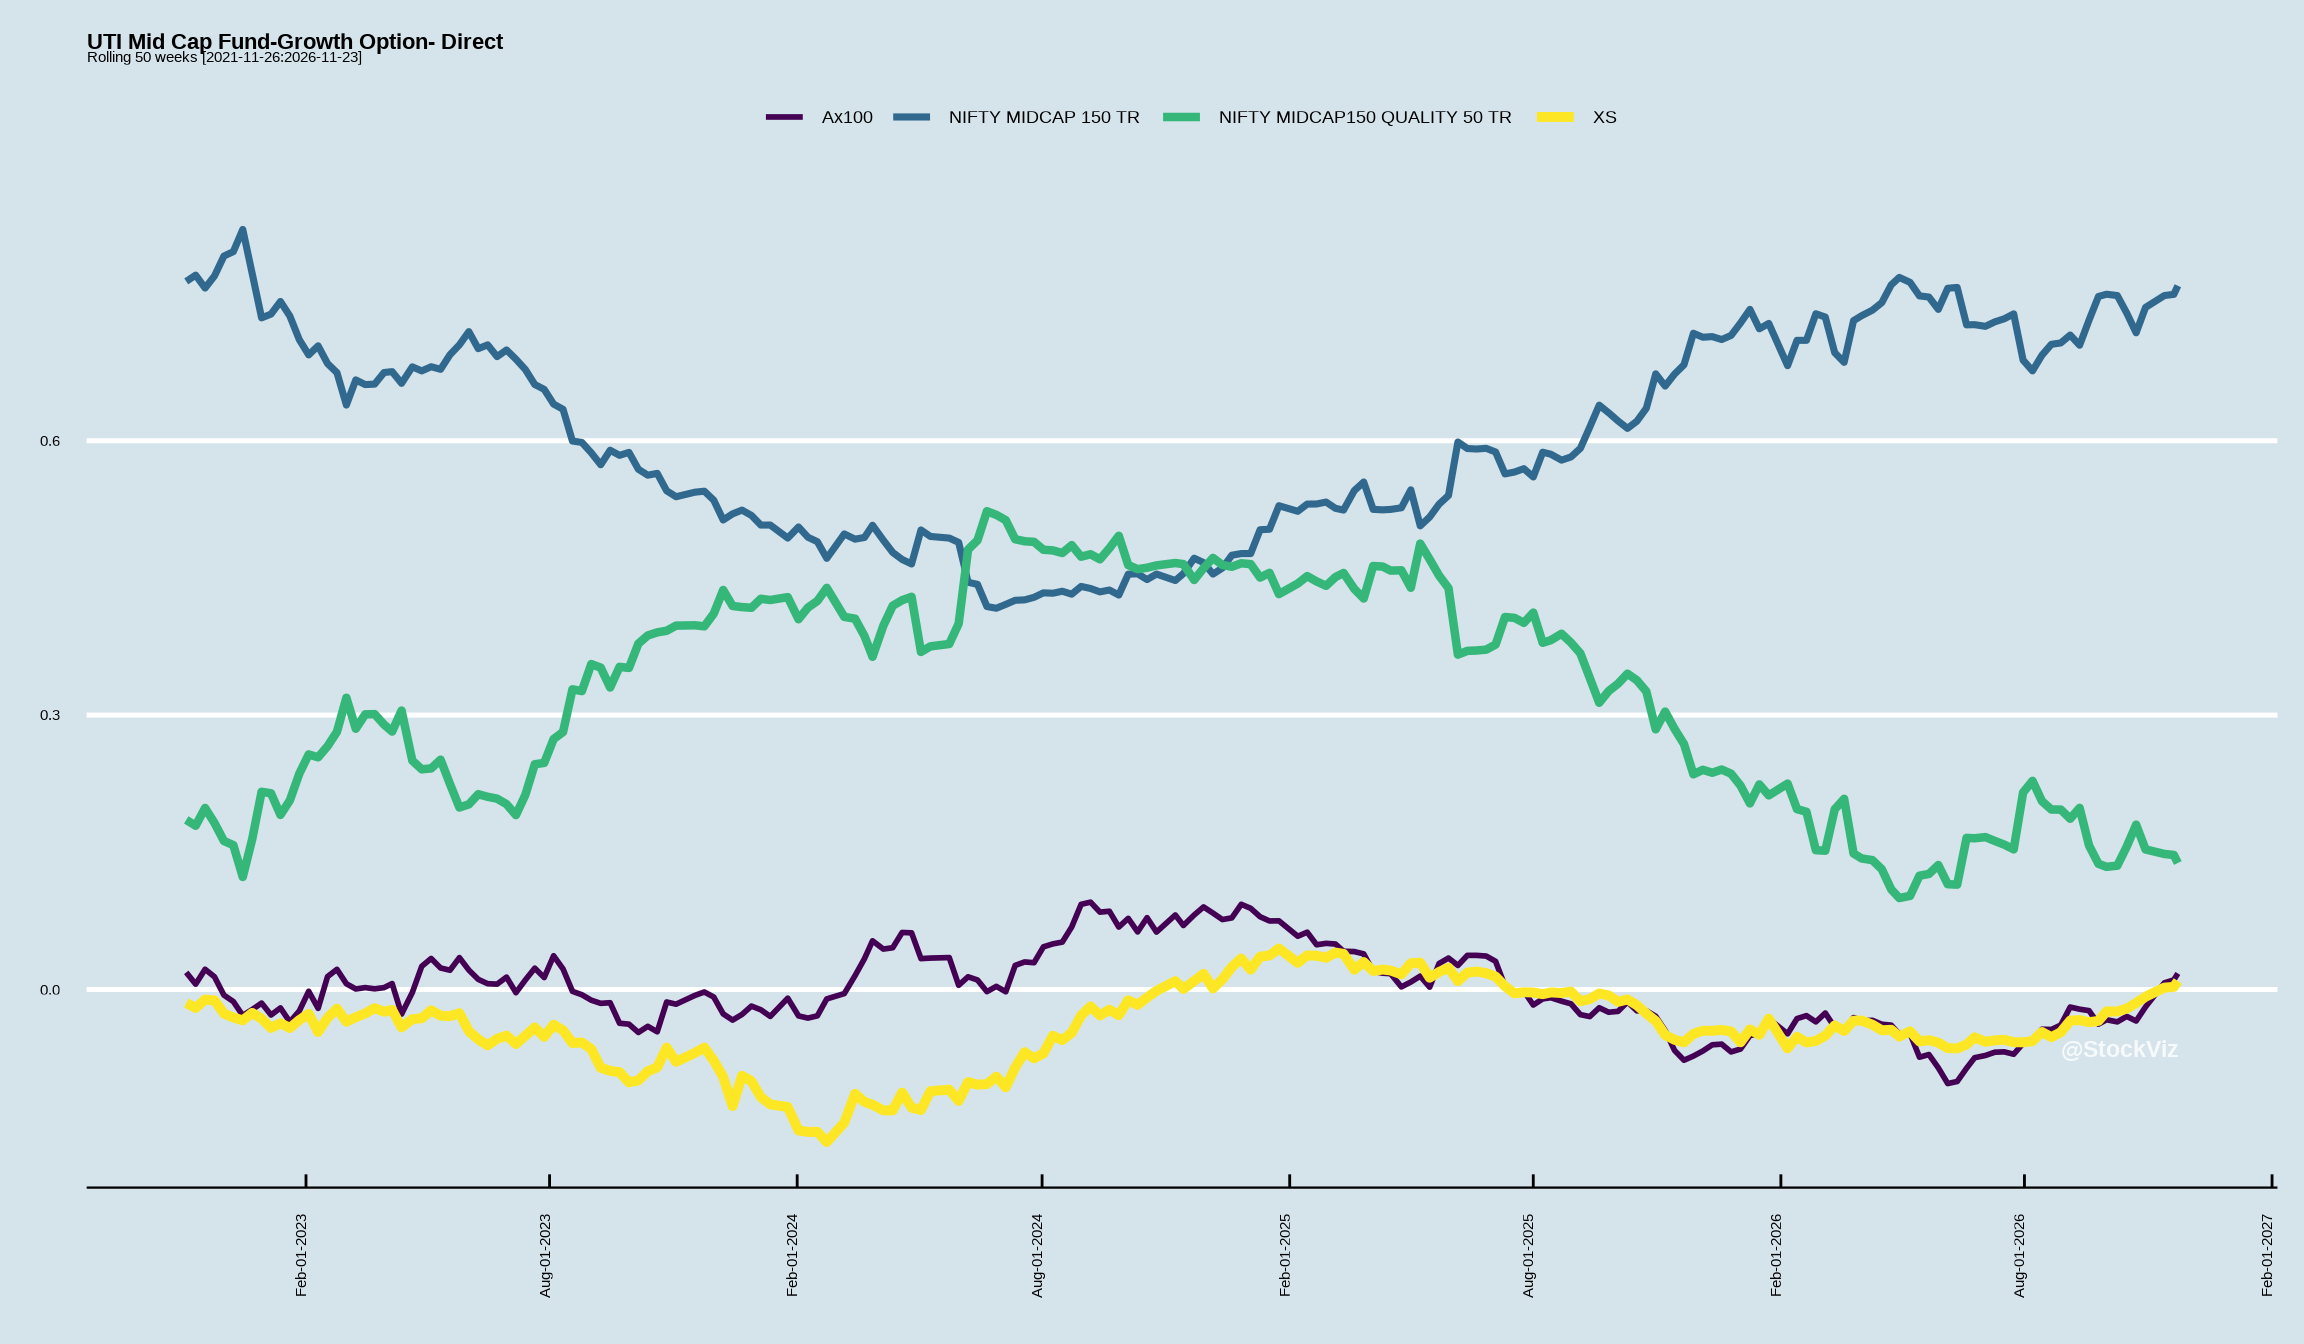 UTI Mid Cap Fund-Growth Option- Direct
Rolling 50 weeks [2021-11-26:2026-11-23]
Ax100 NIFTY MIDCAP 150 TR NIFTY MIDCAP150 QUALITY 50 TR XS
0.6
0.3
0.0
@StockViz
Feb-01-2023 Aug-01-2023 Feb-01-2024 Aug-01-2024 Feb-01-2025 Aug-01-2025 Feb-01-2026 Aug-01-2026 Feb-01-2027